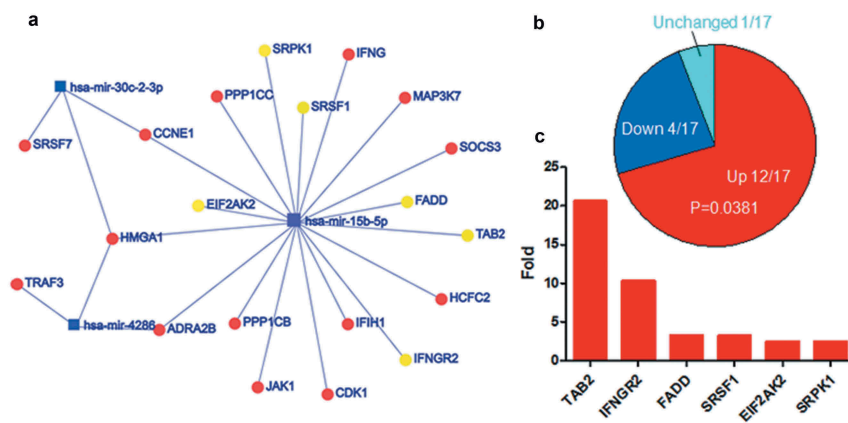 a
SRPK1
IFNG
hsa-mir-30c-2-3p
PPP1CC
SRSF1
MAP3K7
SRSF7
CCNE1
SOCS3
EIF2AK2
FADD
hsa-mir-15b-5p
HMGA1
TAB2
TRAF3
HCFC2
hsa-mir-4286
ADRA2B
PPP1CB
IFIH1
IFNGR2
JAK1
CDK1
b
Unchanged 1/17
Down 4/17
Up 12/17
P=0.0381
c
Fold
25
20
15
10
5
0
TAB2
IFNGR2
FADD
SRSF1
EIF2AK2
SRPK1